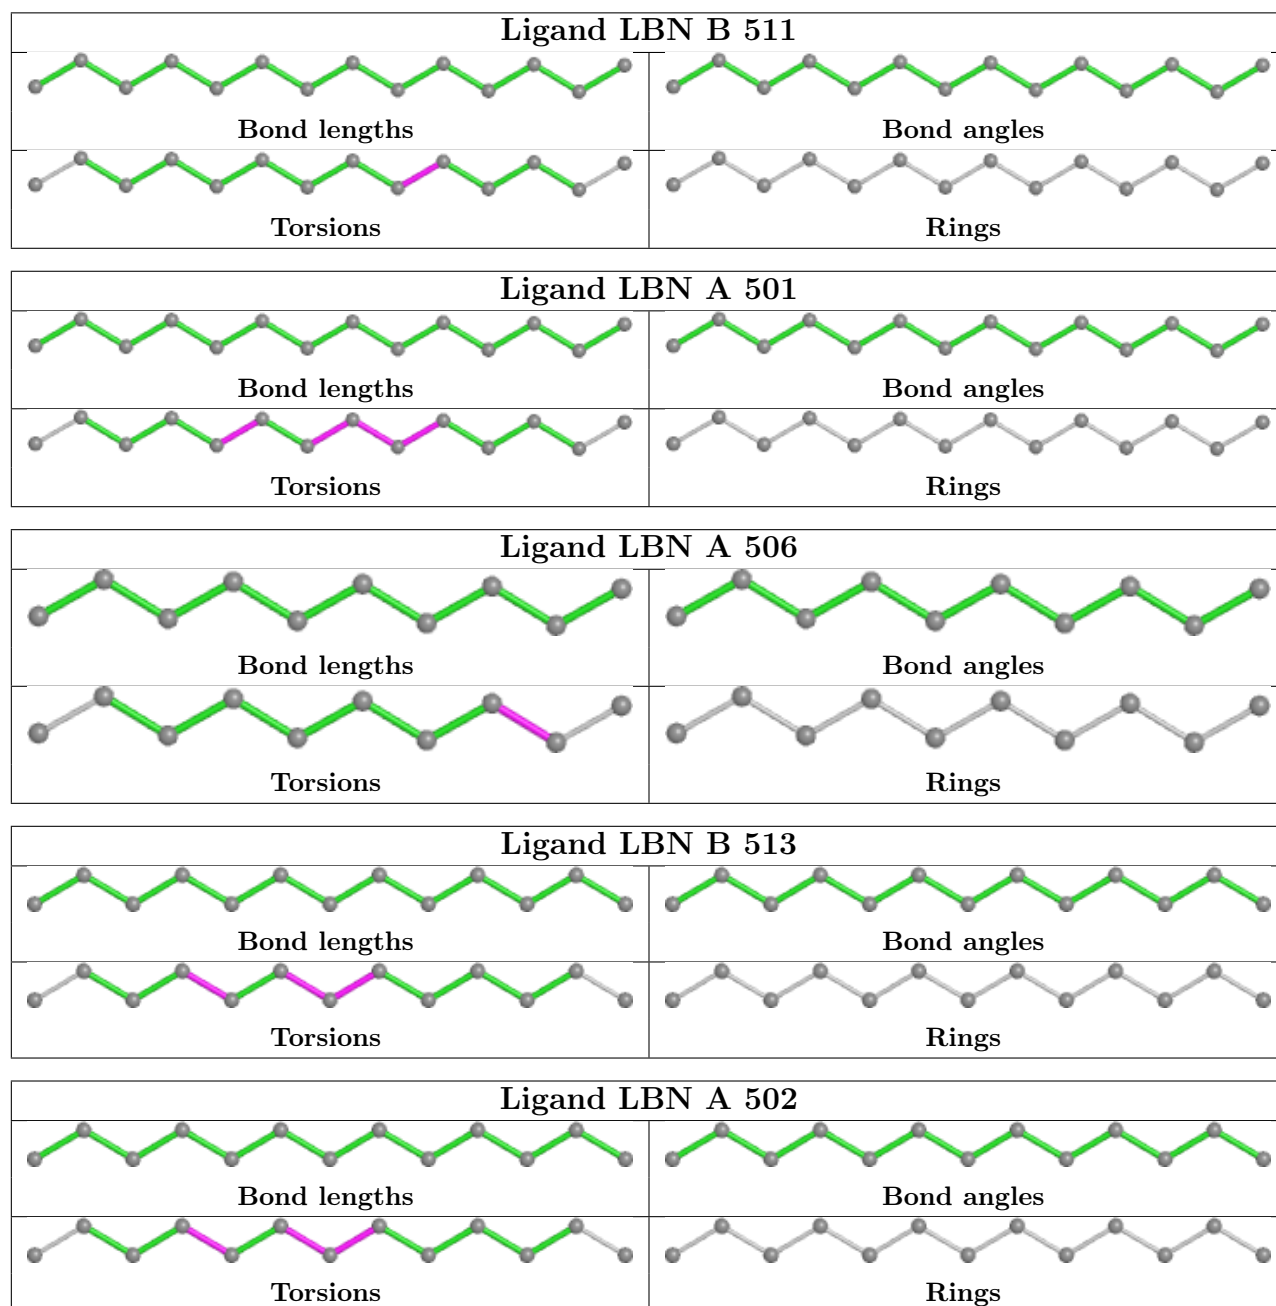 Ligand LBN B 511
Bond lengths
Bond angles
Torsions
Rings
Ligand LBN A 501
Bond lengths
Bond angles
Torsions
Rings
Ligand LBN A 506
Bond lengths
Bond angles
Torsions
Rings
Ligand LBN B 513
Bond lengths
Bond angles
Torsions
Rings
Ligand LBN A 502
Bond lengths
Bond angles
Torsions
Rings